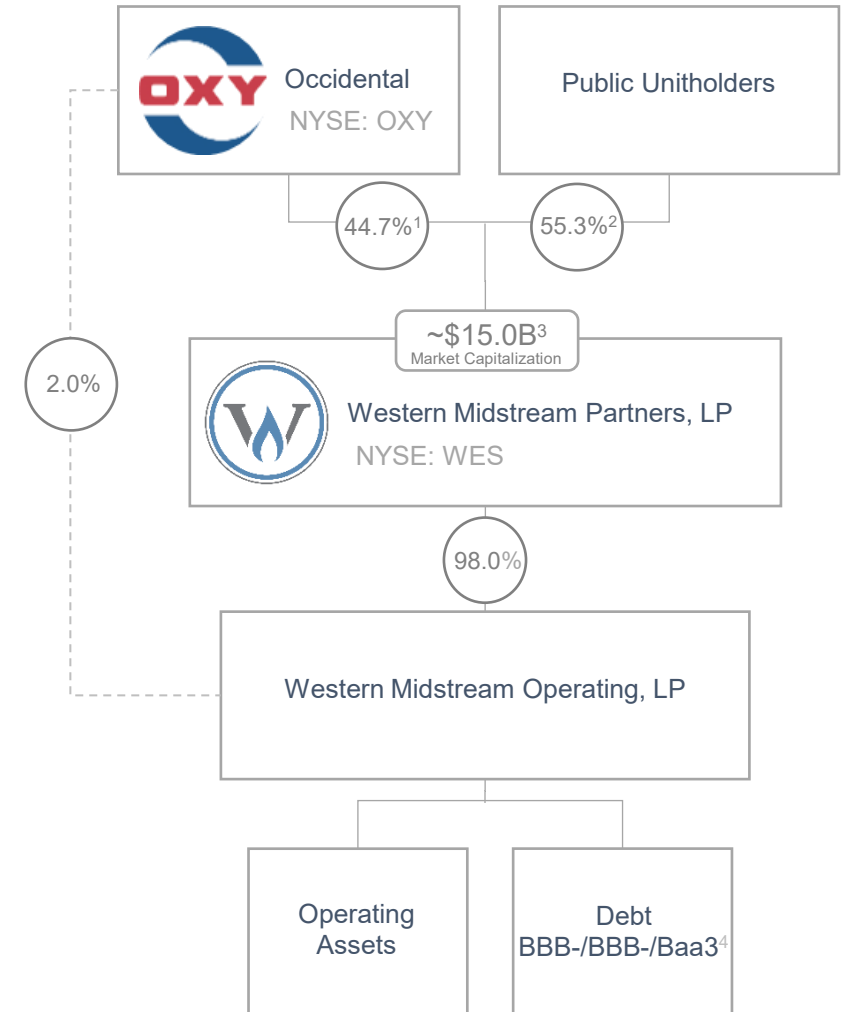 OXY
Occidental
NYSE: OXY
Public Unitholders
44.7%¹
55.3%²
~$15.0B³
Market Capitalization
2.0%
W
Western Midstream Partners, LP
NYSE: WES
98.0%
Western Midstream Operating, LP
Operating
Assets
Debt
BBB-/BBB-/Baa3⁴